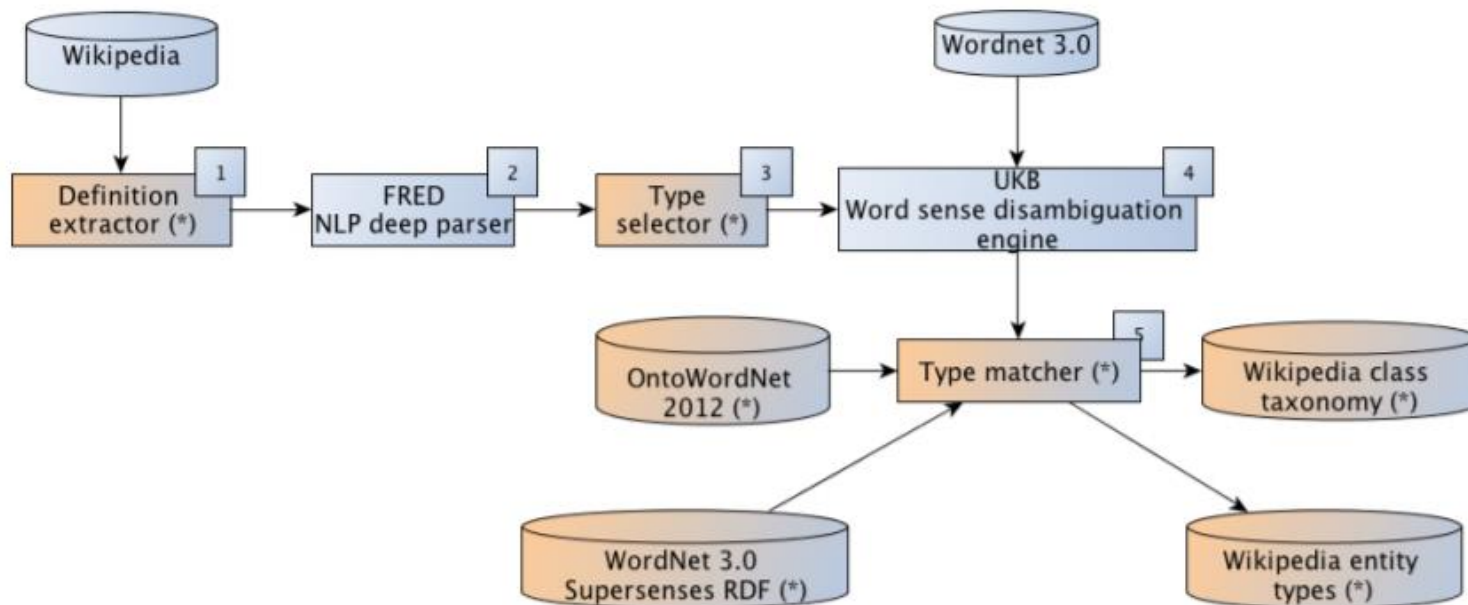 Wikipedia
Wordnet 3.0
1
Definition
extractor (*)
2
FRED
NLP deep parser
3
Type
selector (*)
4
UKB
Word sense disambiguation
engine
5
Type matcher (*)
OntoWordNet
2012 (*)
Wikipedia class
taxonomy (*)
WordNet 3.0
Supersenses RDF (*)
Wikipedia entity
types (*)